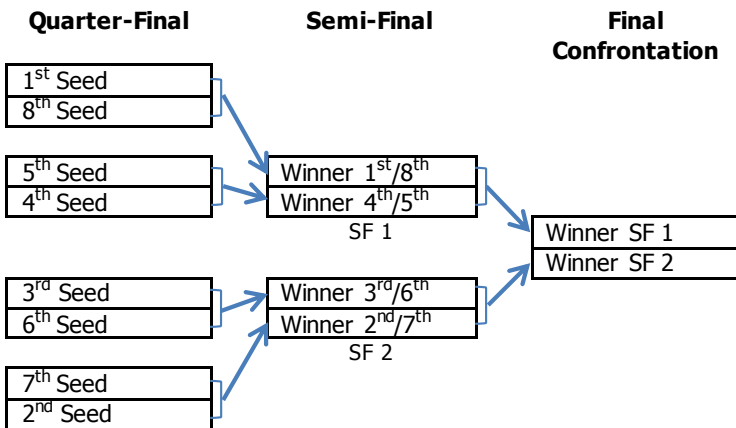 Quarter-Final
Semi-Final
Final
Confrontation
1st Seed
8th Seed
5th Seed
4th Seed
Winner 1st/8th
Winner 4th/5th
SF 1
Winner SF 1
Winner SF 2
3rd Seed
6th Seed
Winner 3rd/6th
Winner 2nd/7th
SF 2
7th Seed
2nd Seed